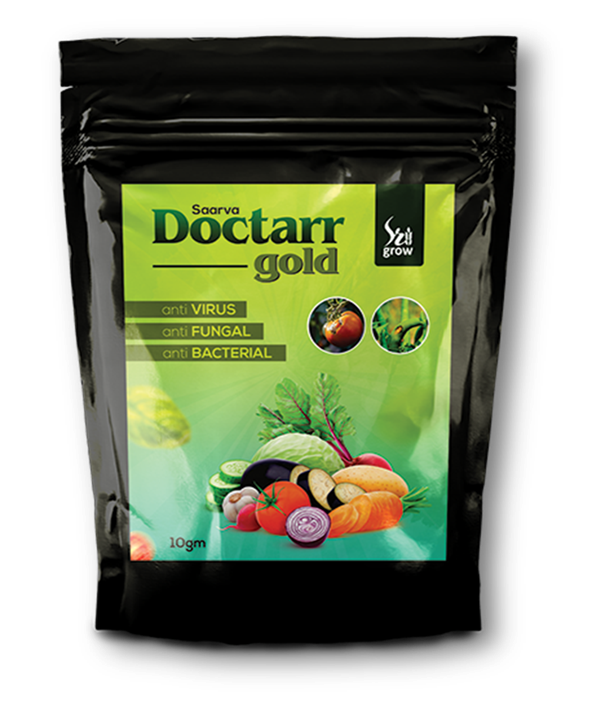 Saarva
Doctarr
gold
grow
anti VIRUS
anti FUNGAL
anti BACTERIAL
10gm